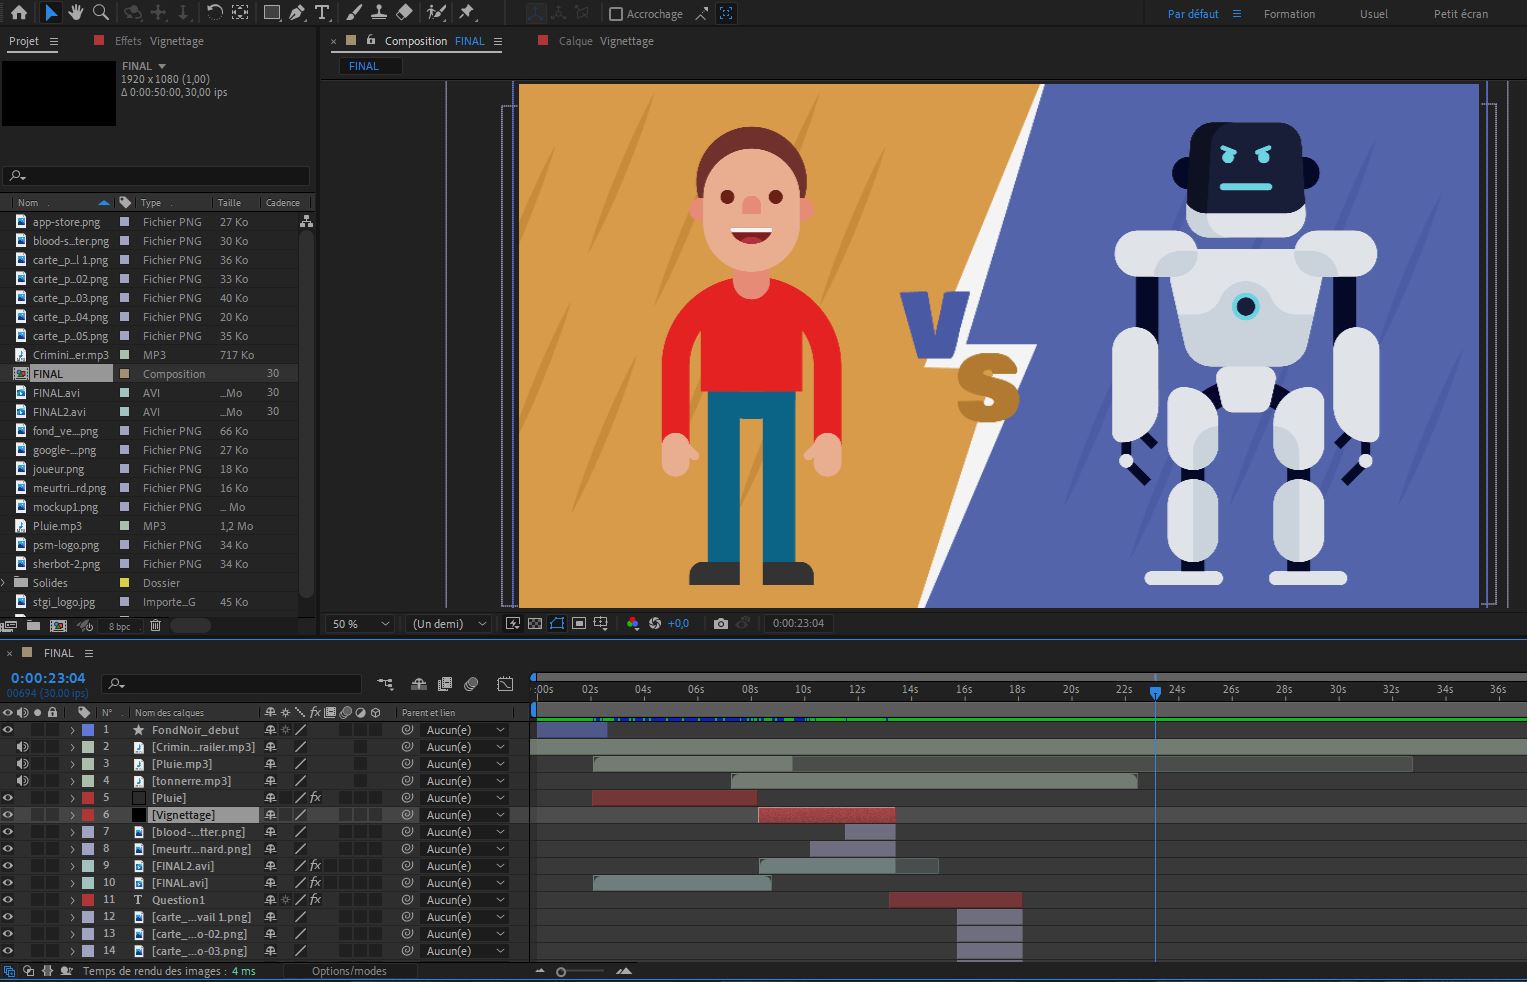 Accrochage
Par défaut
Formation
Usuel
Petit écran
Projet
Effets Vignettage
FINAL
1920 x 1080 (1,00)
Δ 0:00:50:00, 30,00 ips
Nom
Type
Taille
Cadence
app-store.png Fichier PNG 27 Ko
blood-s...ter.png Fichier PNG 30 Ko
carte_p...l 1.png Fichier PNG 36 Ko
carte_p...02.png Fichier PNG 33 Ko
carte_p...03.png Fichier PNG 40 Ko
carte_p...04.png Fichier PNG 20 Ko
carte_p...05.png Fichier PNG 35 Ko
Crimini...er.mp3 MP3 717 Ko
FINAL Composition 30
FINAL.avi AVI ...Mo 30
FINAL2.avi AVI ...Mo 30
fond_ve....png Fichier PNG 66 Ko
google-....png Fichier PNG 27 Ko
joueur.png Fichier PNG 18 Ko
meurtri...rd.png Fichier PNG 16 Ko
mockup1.png Fichier PNG ... Mo
Pluie.mp3 MP3 1,2 Mo
psm-logo.png Fichier PNG 34 Ko
sherbot-2.png Fichier PNG 34 Ko
Solides Dossier
stgi_logo.jpg Importe...G 45 Ko
8 bpc
Composition FINAL
Calque Vignettage
FINAL
V
S
50 %
(Un demi)
+0,0
0:00:23:04
FINAL
0:00:23:04
00694 (30.00 ips)
:00s 02s 04s 06s 08s 10s 12s 14s 16s 18s 20s 22s 24s 26s 28s 30s 32s 34s 36s
N° Nom des calques fx Parent et lien
1 FondNoir_debut Aucun(e)
2 [Crimin...railer.mp3] Aucun(e)
3 [Pluie.mp3] Aucun(e)
4 [tonnerre.mp3] Aucun(e)
5 [Pluie] fx Aucun(e)
6 [Vignettage] Aucun(e)
7 [blood-...tter.png] Aucun(e)
8 [meurtr...nard.png] Aucun(e)
9 [FINAL2.avi] fx Aucun(e)
10 [FINAL.avi] fx Aucun(e)
11 T Question1 Aucun(e)
12 [carte_...vail 1.png] Aucun(e)
13 [carte_...o-02.png] Aucun(e)
14 [carte_...o-03.png] Aucun(e)
Temps de rendu des images : 4 ms
Options/modes